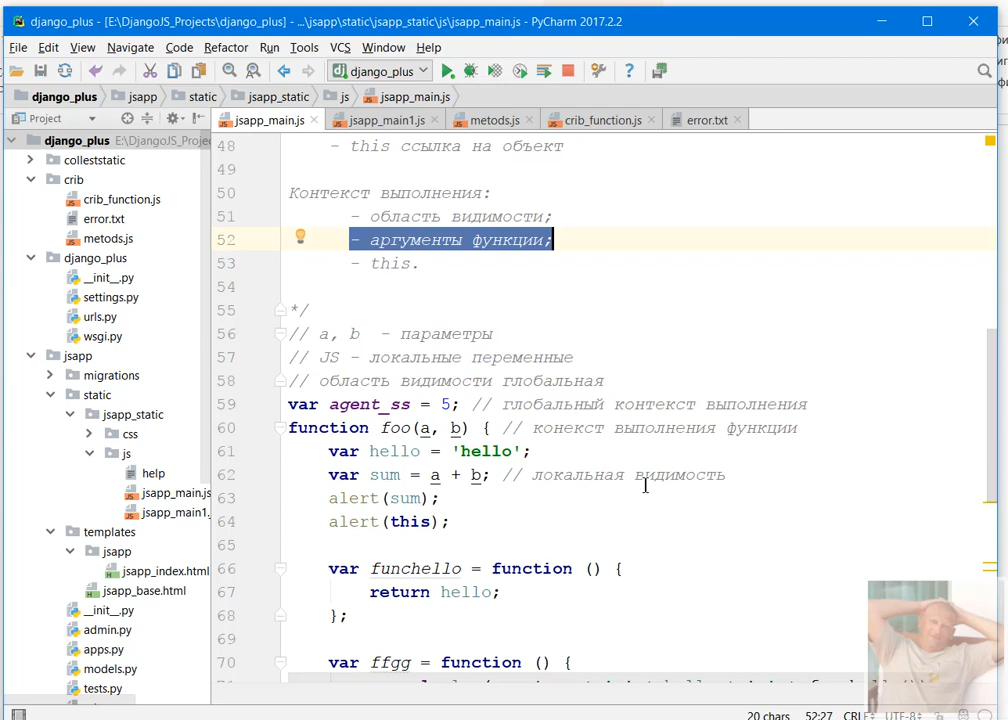 django_plus - [E:\DjangoJS_Projects\django_plus] - ...\jsapp\static\jsapp_static\js\jsapp_main.js - PyCharm 2017.2.2
File Edit View Navigate Code Refactor Run Tools VCS Window Help
django_plus
django_plus jsapp static jsapp_static js jsapp_main.js
Project
jsapp_main.js jsapp_main1.js metods.js crib_function.js error.txt
django_plus E:\DjangoJS_Projec
colleststatic
crib
crib_function.js
error.txt
metods.js
django_plus
__init__.py
settings.py
urls.py
wsgi.py
jsapp
migrations
static
jsapp_static
css
js
help
jsapp_main.js
jsapp_main1.
templates
jsapp
jsapp_index.html
jsapp_base.html
__init__.py
admin.py
apps.py
models.py
tests.py
48 - this ссылка на объект
49
50 Контекст выполнения:
51 - область видимости;
52 - аргументы функции;
53 - this.
54
55 */
56 // a, b - параметры
57 // JS - локальные переменные
58 // область видимости глобальная
59 var agent_ss = 5; // глобальный контекст выполнения
60 function foo(a, b) { // конекст выполнения функции
61 var hello = 'hello';
62 var sum = a + b; // локальная видимость
63 alert(sum);
64 alert(this);
65
66 var funchello = function () {
67 return hello;
68 };
69
70 var ffgg = function () {
20 chars 52:27 CRLF UTF-8